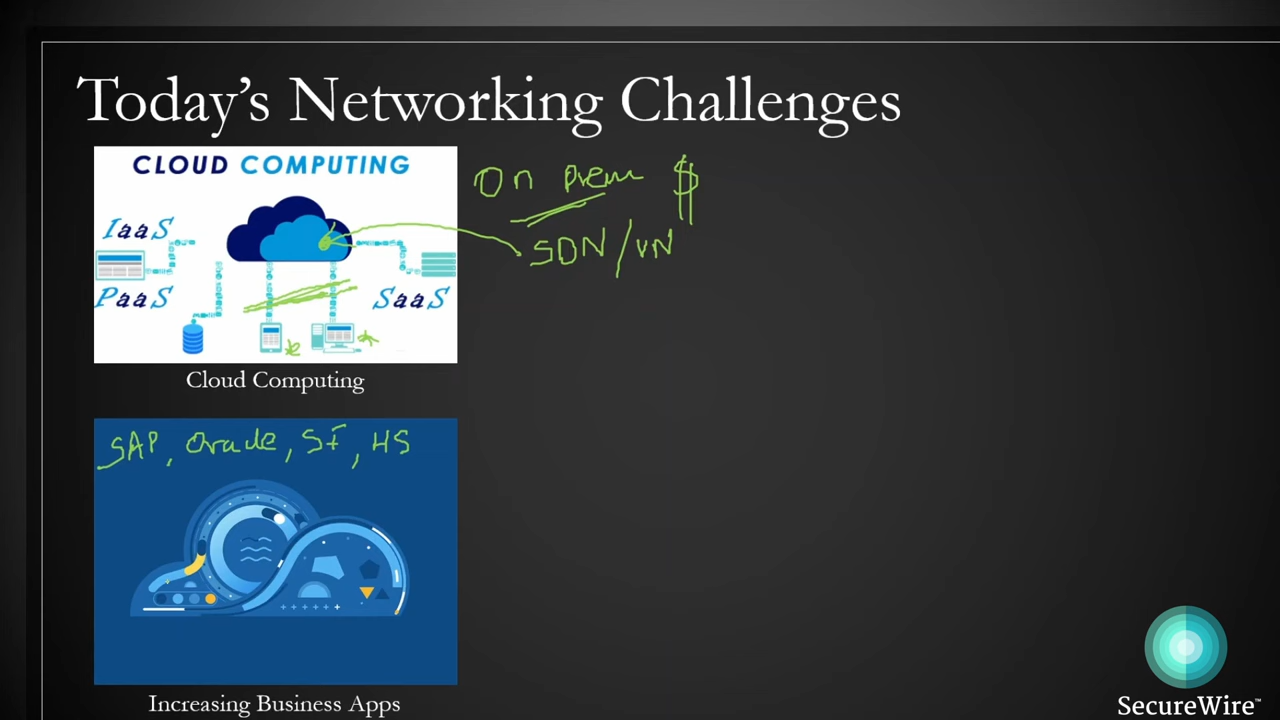 Today's Networking Challenges
CLOUD COMPUTING
On Prem $
IaaS
SDN/VN
PaaS
SaaS
Cloud Computing
SAP, Oracle, SF, HS
Increasing Business Apps
SecureWire™